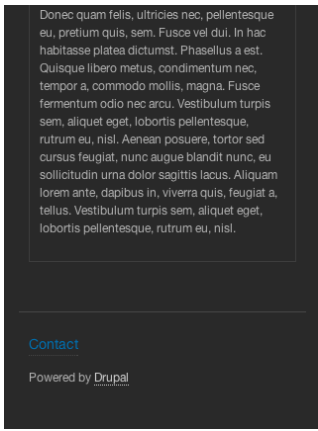 Donec quam felis, ultricies nec, pellentesque
eu, pretium quis, sem. Fusce vel dui. In hac
habitasse platea dictumst. Phasellus a est.
Quisque libero metus, condimentum nec,
tempor a, commodo mollis, magna. Fusce
fermentum odio nec arcu. Vestibulum turpis
sem, aliquet eget, lobortis pellentesque,
rutrum eu, nisl. Aenean posuere, tortor sed
cursus feugiat, nunc augue blandit nunc, eu
sollicitudin urna dolor sagittis lacus. Aliquam
lorem ante, dapibus in, viverra quis, feugiat a,
tellus. Vestibulum turpis sem, aliquet eget,
lobortis pellentesque, rutrum eu, nisl.
Contact
Powered by Drupal